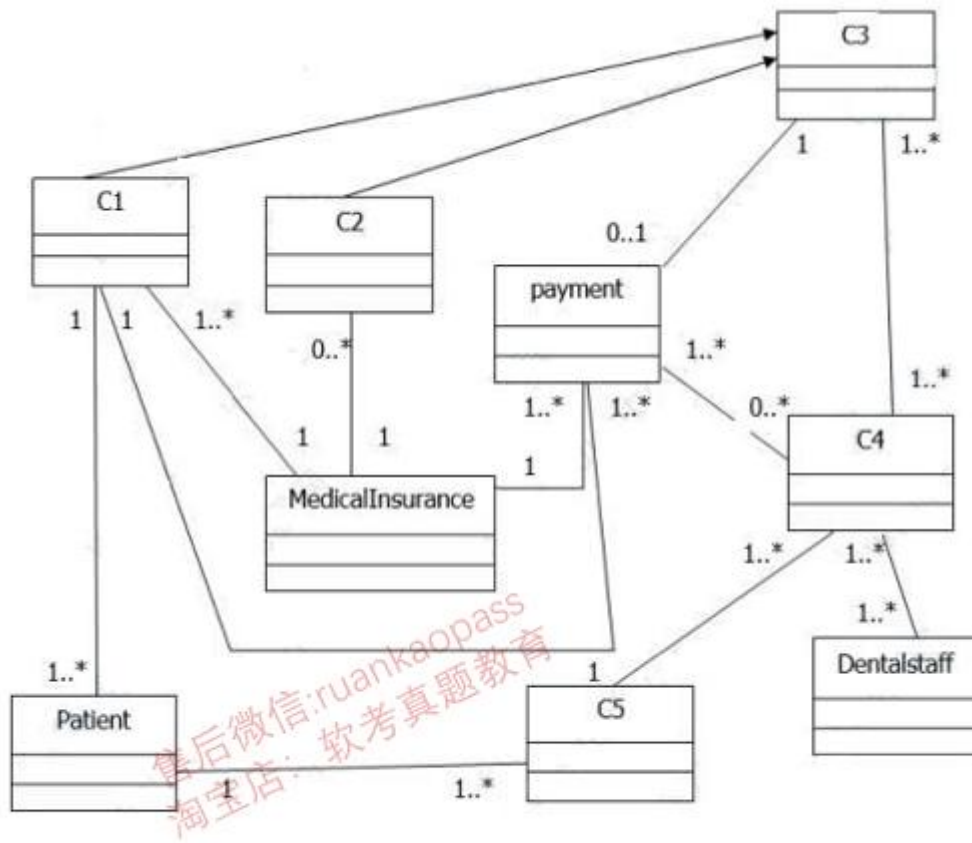 C3
1
1..*
C1
C2
0..1
payment
1
1
1..*
0..*
1..*
1..*
1..*
1..*
0..*
C4
1
1
1
MedicalInsurance
1..*
1..*
1..*
1..*
1
Dentalstaff
C5
Patient
1
1..*
售后微信:ruankaopass
淘宝店：软考真题教育